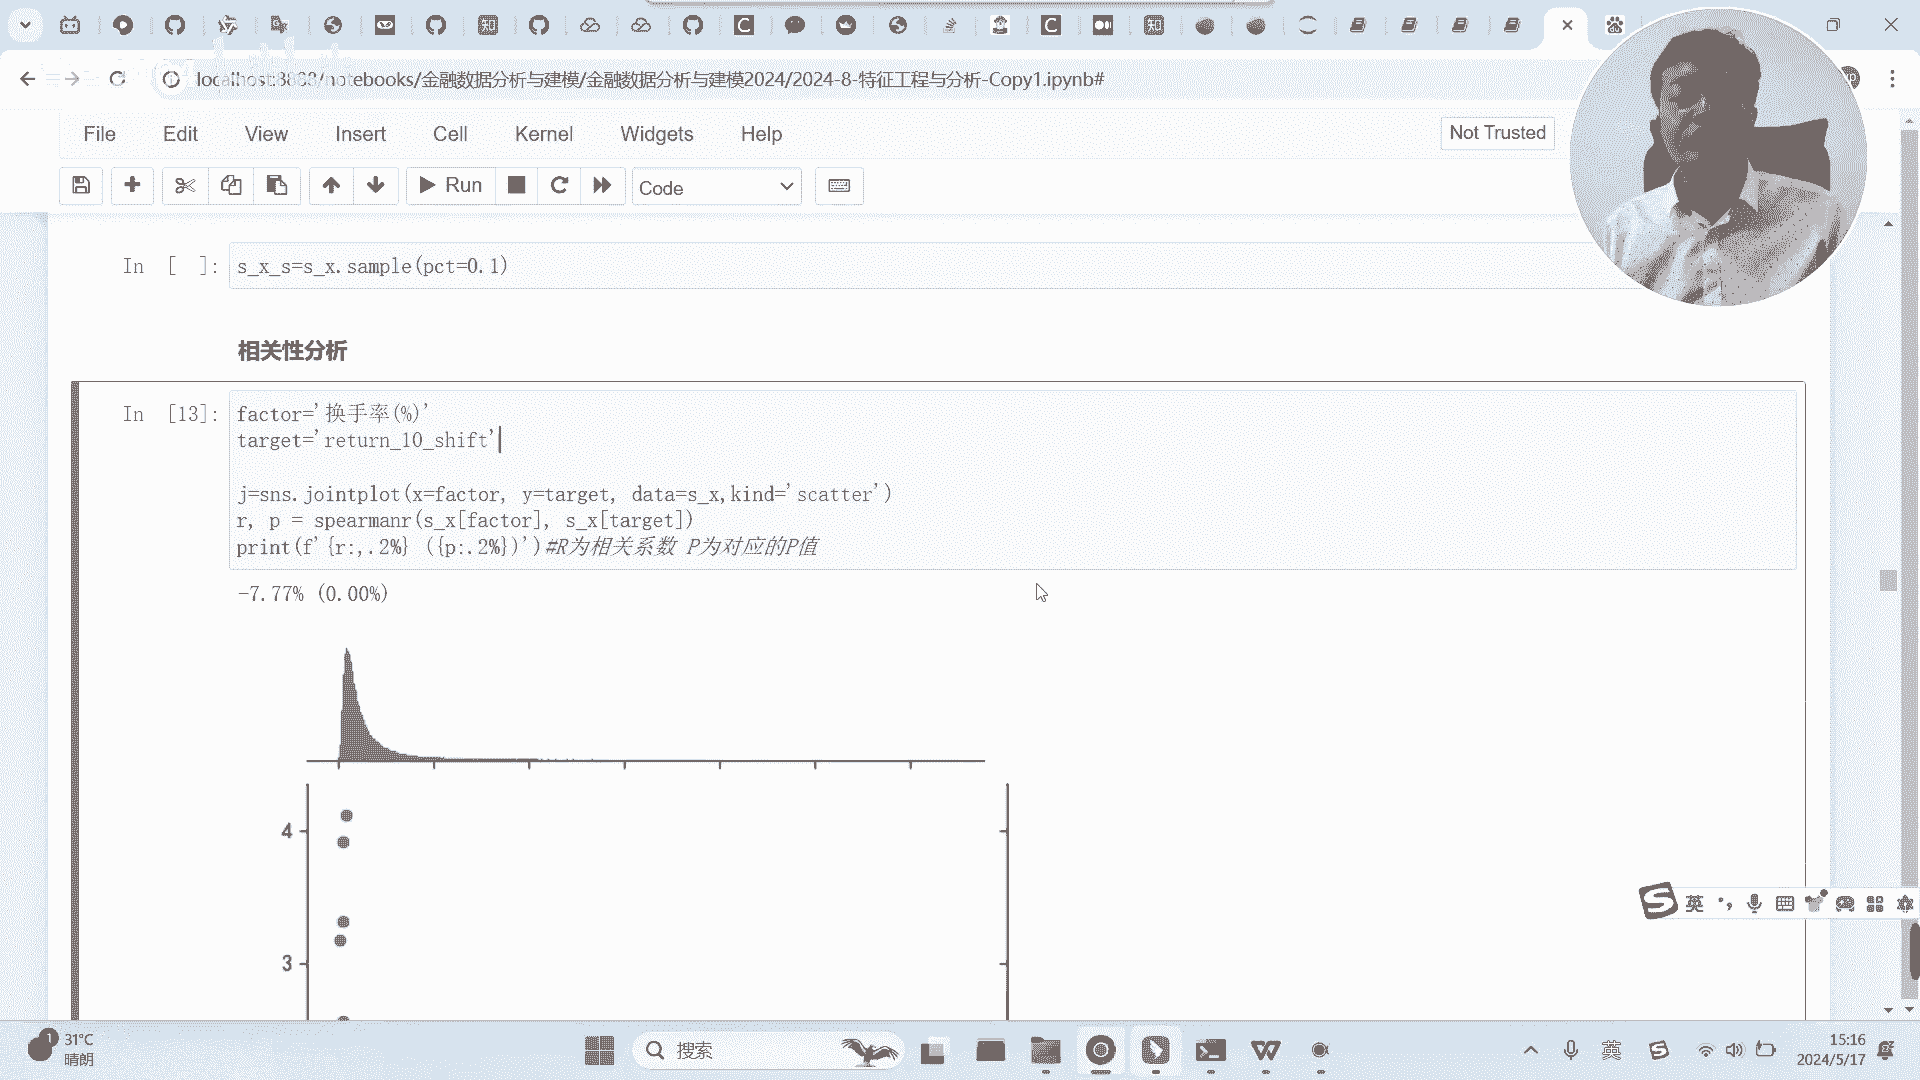 localhost:8888/notebooks/金融数据分析与建模/金融数据分析与建模2024/2024-8-特征工程与分析-Copy1.ipynb#
File Edit View Insert Cell Kernel Widgets Help
Not Trusted
Run
Code
In [ ]: s_x_s=s_x.sample(pct=0.1)
相关性分析
In [13]: factor='换手率(%)'
target='return_10_shift'
j=sns.jointplot(x=factor, y=target, data=s_x,kind='scatter')
r, p = spearmanr(s_x[factor], s_x[target])
print(f'{r:,.2%} ({p:.2%})')#R为相关系数 P为对应的P值
-7.77% (0.00%)
4
3
英
1
31°C
晴朗
搜索
英
15:16
2024/5/17